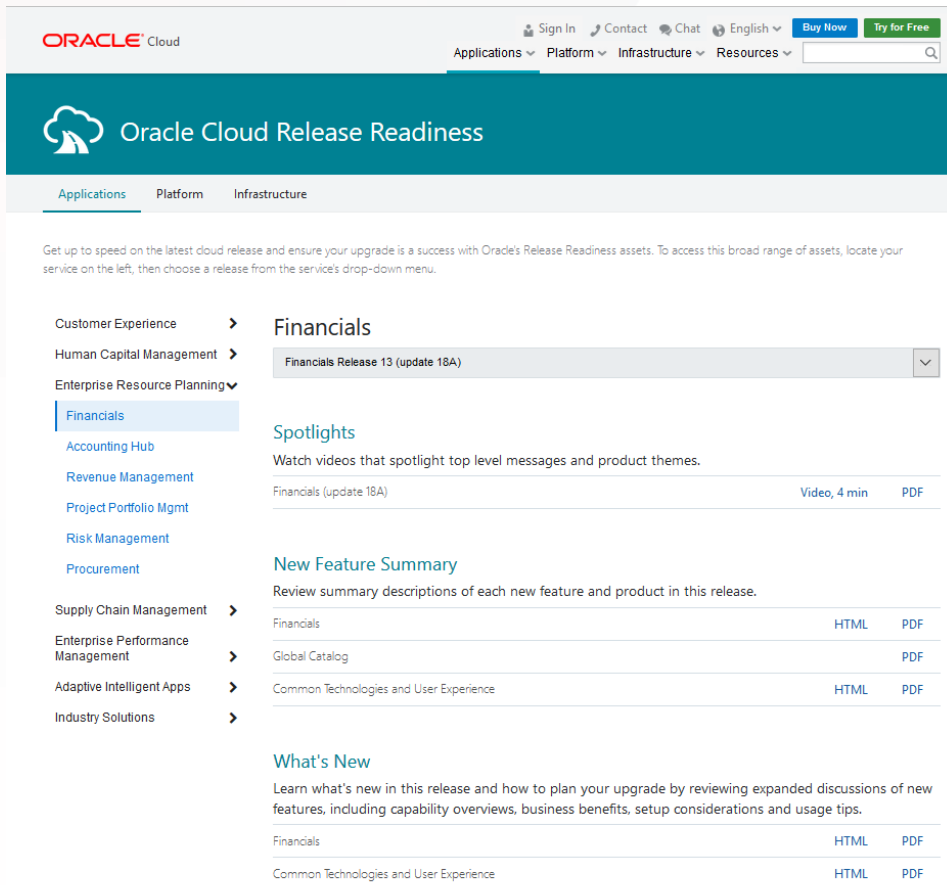 ORACLE Cloud
Sign In Contact Chat English Buy Now Try for Free
Applications Platform Infrastructure Resources
Oracle Cloud Release Readiness
Applications Platform Infrastructure
Get up to speed on the latest cloud release and ensure your upgrade is a success with Oracle's Release Readiness assets. To access this broad range of assets, locate your
service on the left, then choose a release from the service's drop-down menu.
Customer Experience
Human Capital Management
Enterprise Resource Planning
Financials
Accounting Hub
Revenue Management
Project Portfolio Mgmt
Risk Management
Procurement
Supply Chain Management
Enterprise Performance
Management
Adaptive Intelligent Apps
Industry Solutions
Financials
Financials Release 13 (update 18A)
Spotlights
Watch videos that spotlight top level messages and product themes.
Financials (update 18A) Video, 4 min PDF
New Feature Summary
Review summary descriptions of each new feature and product in this release.
Financials HTML PDF
Global Catalog PDF
Common Technologies and User Experience HTML PDF
What's New
Learn what's new in this release and how to plan your upgrade by reviewing expanded discussions of new
features, including capability overviews, business benefits, setup considerations and usage tips.
Financials HTML PDF
Common Technologies and User Experience HTML PDF